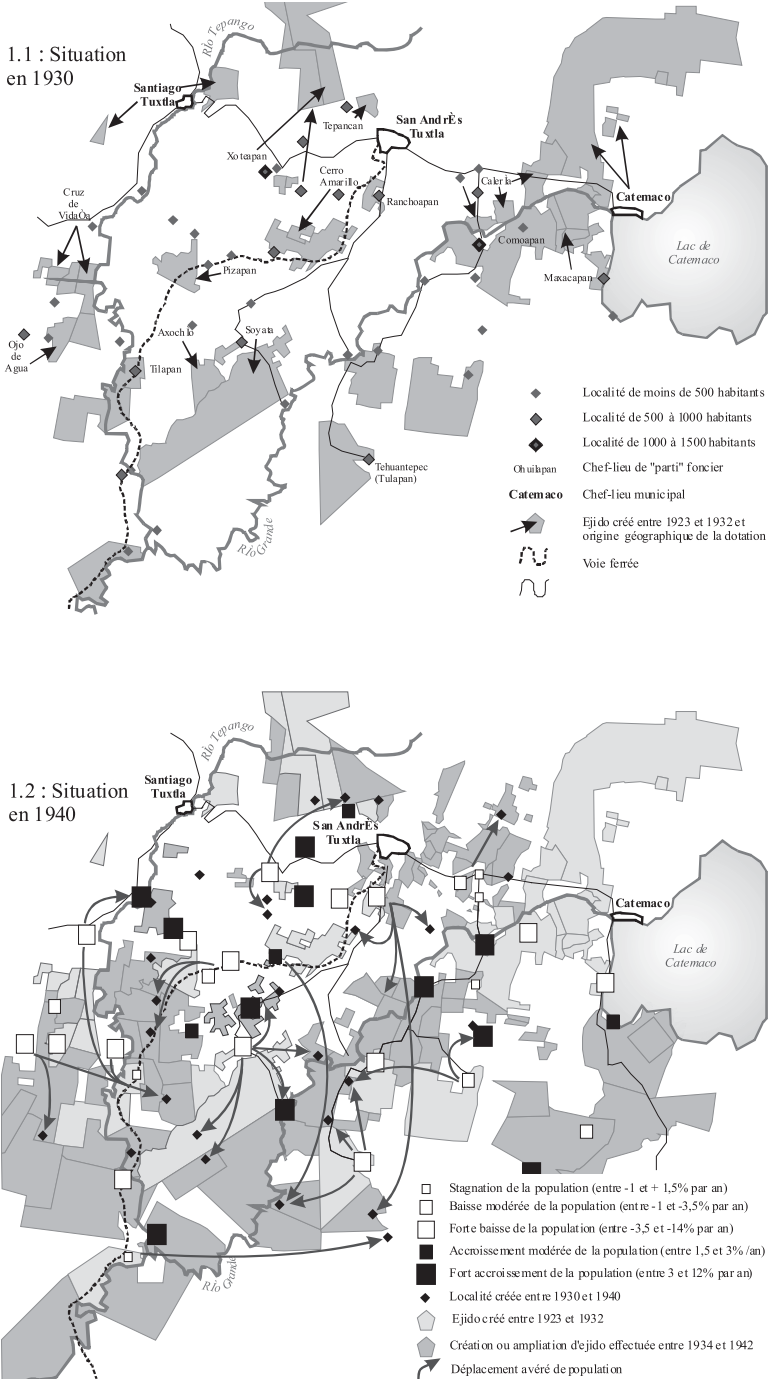 1.1 : Situation
en 1930
RÍo Tepango
Santiago
Tuxtla
San AndrÈs
Tuxtla
Tepancan
Xoteapan
Cerro
Amarillo
Cruz
de
VidaÒa
Ranchoapan
Calería
Catemaco
Comoapan
Lac de
Catemaco
Maxacapan
Pizapan
Axochío
Soyata
Ojo
de
Agua
Tilapan
Tehuantepec
(Tulapan)
RÍo Grande
Localité de moins de 500 habitants
Localité de 500 à 1000 habitants
Localité de 1000 à 1500 habitants
Ohuilapan
Chef-lieu de "parti" foncier
Catemaco
Chef-lieu municipal
Ejido créé entre 1923 et 1932 et
origine géographique de la dotation
Voie ferrée
1.2 : Situation
en 1940
RÍo Tepango
Santiago
Tuxtla
San AndrÈs
Tuxtla
Catemaco
Lac de
Catemaco
RÍo Grande
Stagnation de la population (entre -1 et + 1,5% par an)
Baisse modérée de la population (entre -1 et -3,5% par an)
Forte baisse de la population (entre -3,5 et -14% par an)
Accroissement modérée de la population (entre 1,5 et 3% /an)
Fort accroissement de la population (entre 3 et 12% par an)
Localité créée entre 1930 et 1940
Ejido créé entre 1923 et 1932
Création ou ampliation d'ejido effectuée entre 1934 et 1942
Déplacement avéré de population